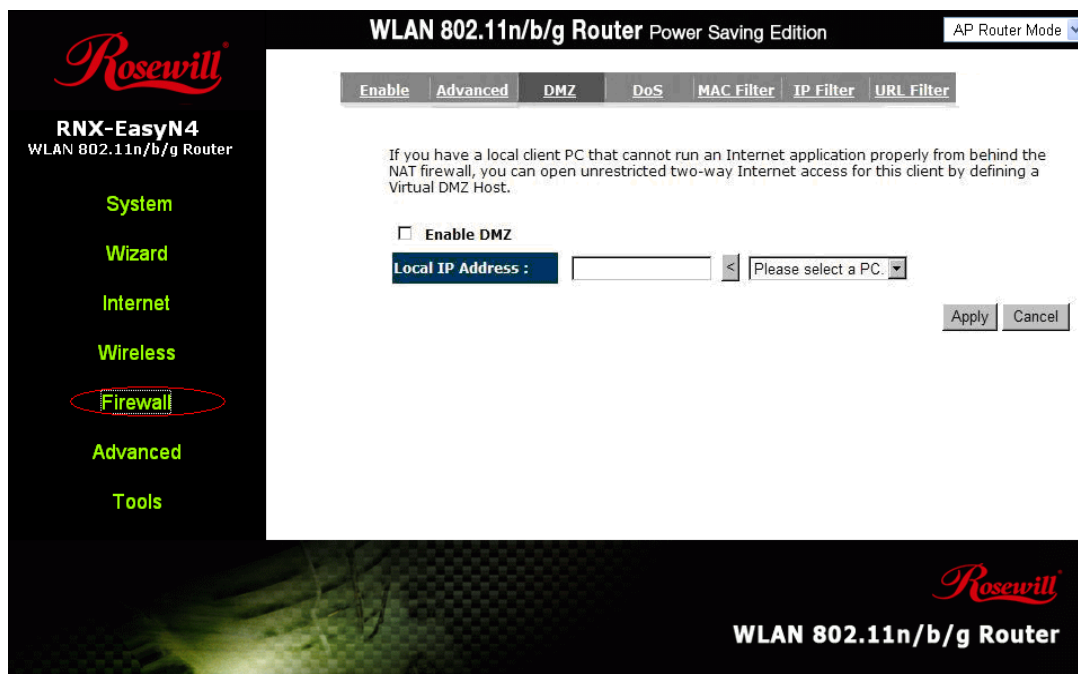 WLAN 802.11n/b/g Router Power Saving Edition
AP Router Mode
Rosewill
RNX-EasyN4
WLAN 802.11n/b/g Router
System
Wizard
Internet
Wireless
Firewall
Advanced
Tools
Enable Advanced DMZ DoS MAC Filter IP Filter URL Filter
If you have a local client PC that cannot run an Internet application properly from behind the
NAT firewall, you can open unrestricted two-way Internet access for this client by defining a
Virtual DMZ Host.
Enable DMZ
Local IP Address : < Please select a PC.
Apply Cancel
Rosewill
WLAN 802.11n/b/g Router